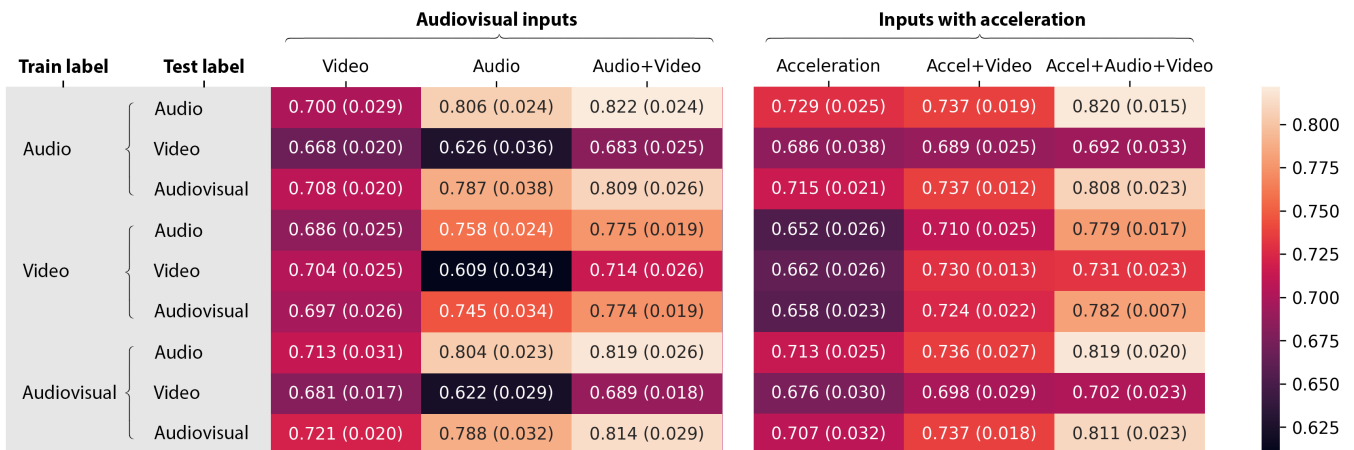 Audiovisual inputs Inputs with acceleration
Train label Test label Video Audio Audio+Video Acceleration Accel+Video Accel+Audio+Video
Audio 0.700 (0.029) 0.806 (0.024) 0.822 (0.024) 0.729 (0.025) 0.737 (0.019) 0.820 (0.015) 0.800
Audio Video 0.668 (0.020) 0.626 (0.036) 0.683 (0.025) 0.686 (0.038) 0.689 (0.025) 0.692 (0.033) 0.775
Audiovisual 0.708 (0.020) 0.787 (0.038) 0.809 (0.026) 0.715 (0.021) 0.737 (0.012) 0.808 (0.023) 0.750
Audio 0.686 (0.025) 0.758 (0.024) 0.775 (0.019) 0.652 (0.026) 0.710 (0.025) 0.779 (0.017) 0.725
Video Video 0.704 (0.025) 0.609 (0.034) 0.714 (0.026) 0.662 (0.026) 0.730 (0.013) 0.731 (0.023)
Audiovisual 0.697 (0.026) 0.745 (0.034) 0.774 (0.019) 0.658 (0.023) 0.724 (0.022) 0.782 (0.007) 0.700
Audio 0.713 (0.031) 0.804 (0.023) 0.819 (0.026) 0.713 (0.025) 0.736 (0.027) 0.819 (0.020) 0.675
Audiovisual Video 0.681 (0.017) 0.622 (0.029) 0.689 (0.018) 0.676 (0.030) 0.698 (0.029) 0.702 (0.023) 0.650
Audiovisual 0.721 (0.020) 0.788 (0.032) 0.814 (0.029) 0.707 (0.032) 0.737 (0.018) 0.811 (0.023) 0.625